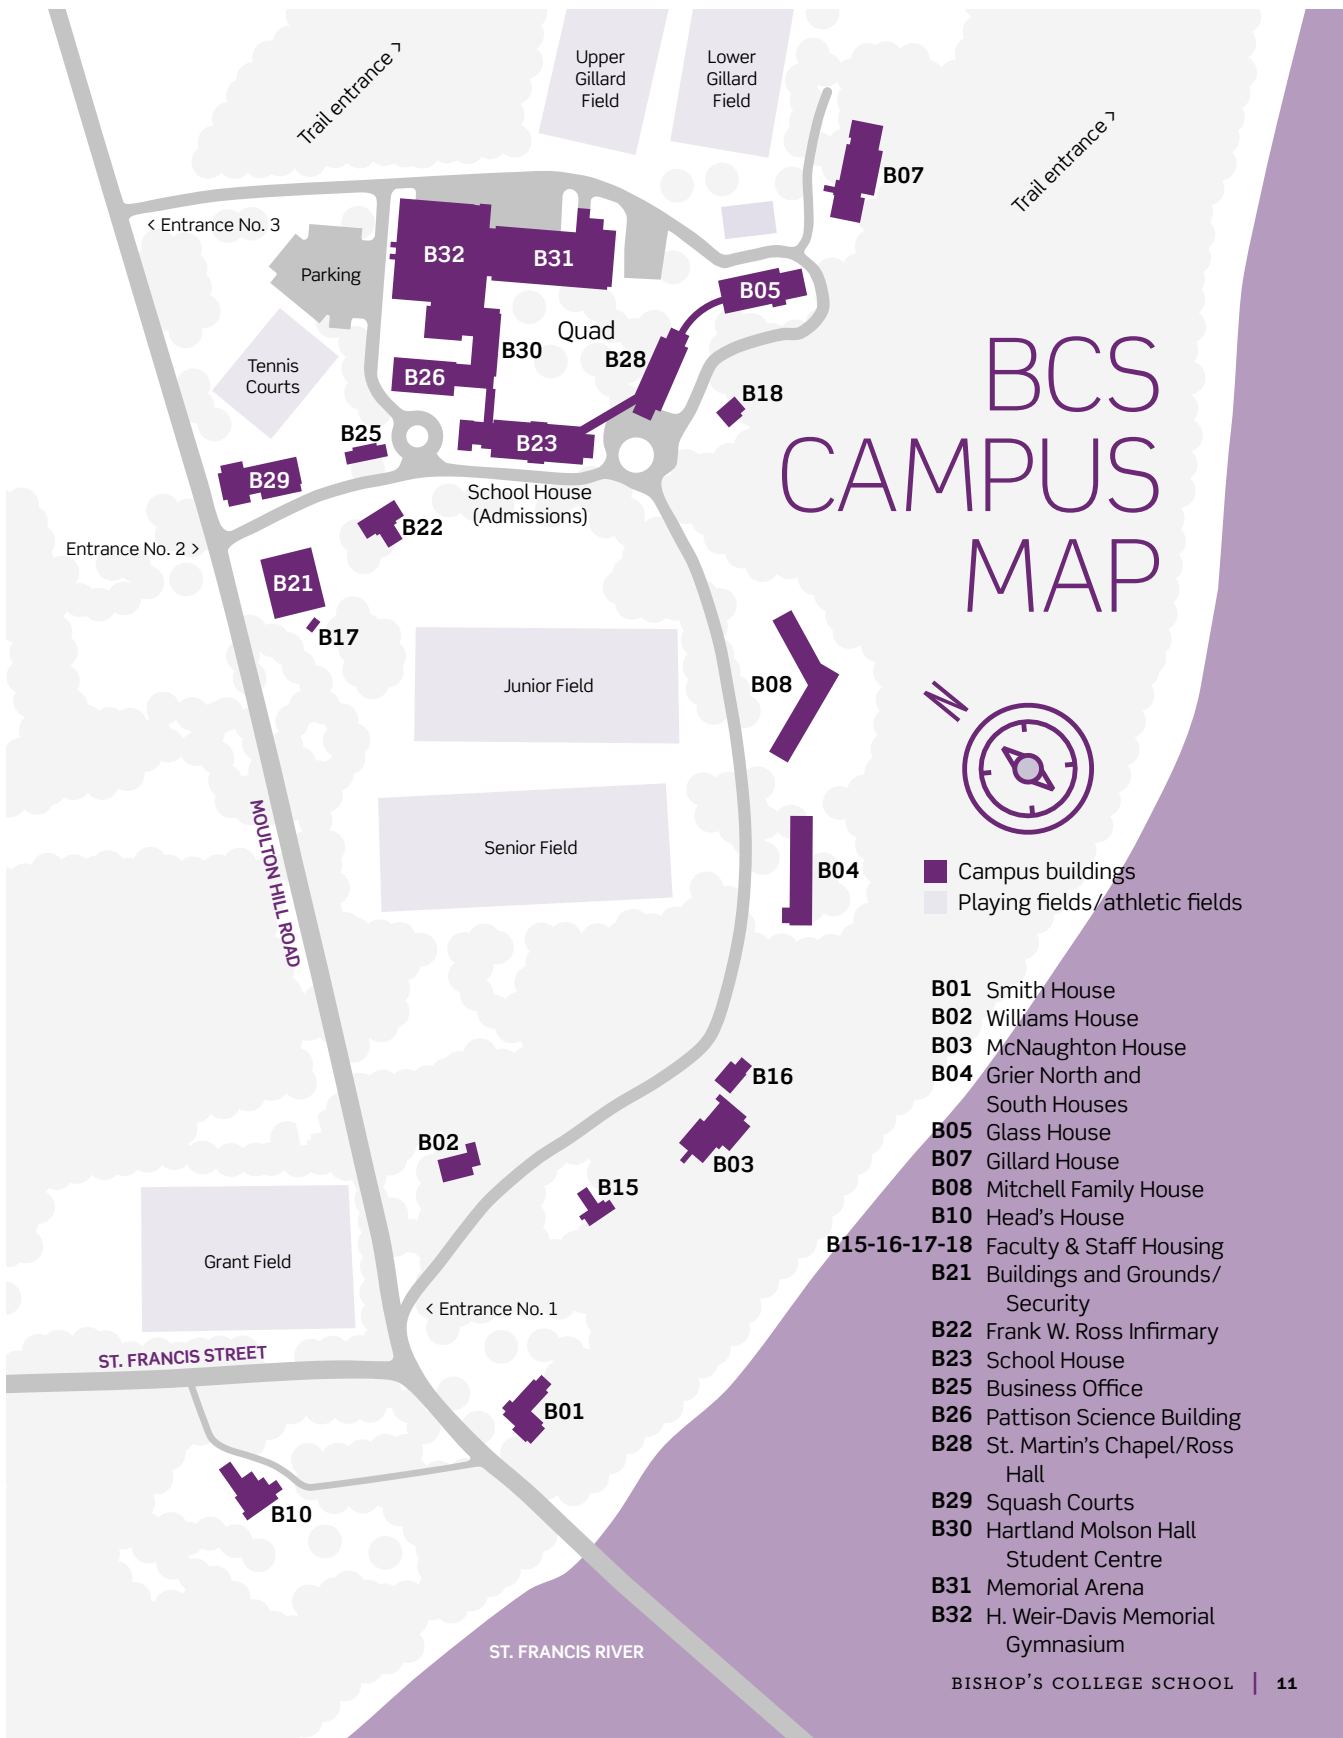 Upper
Gillard
Field
Lower
Gillard
Field
Trail entrance >
Trail entrance >
B07
< Entrance No. 3
B32
B31
Parking
B05
Quad
B30
B28
Tennis
Courts
B26
B18
B25
B23
B29
School House
(Admissions)
B22
Entrance No. 2 >
B21
B17
BCS
CAMPUS
MAP
Junior Field
B08
N
MOULTON HILL ROAD
Senior Field
B04
Campus buildings
Playing fields/athletic fields
B16
B02
B03
B15
Grant Field
< Entrance No. 1
ST. FRANCIS STREET
B01
B10
ST. FRANCIS RIVER
B01 Smith House
B02 Williams House
B03 McNaughton House
B04 Grier North and
South Houses
B05 Glass House
B07 Gillard House
B08 Mitchell Family House
B10 Head’s House
B15-16-17-18 Faculty & Staff Housing
B21 Buildings and Grounds/
Security
B22 Frank W. Ross Infirmary
B23 School House
B25 Business Office
B26 Pattison Science Building
B28 St. Martin’s Chapel/Ross
Hall
B29 Squash Courts
B30 Hartland Molson Hall
Student Centre
B31 Memorial Arena
B32 H. Weir-Davis Memorial
Gymnasium
BISHOP’S COLLEGE SCHOOL | 11